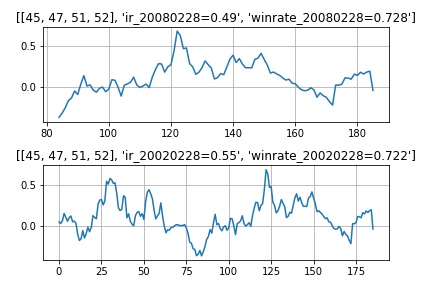 [[45, 47, 51, 52], 'ir_20080228=0.49', 'winrate_20080228=0.728']
0.5
0.0
80 100 120 140 160 180
[[45, 47, 51, 52], 'ir_20020228=0.55', 'winrate_20020228=0.722']
0.5
0.0
0 25 50 75 100 125 150 175